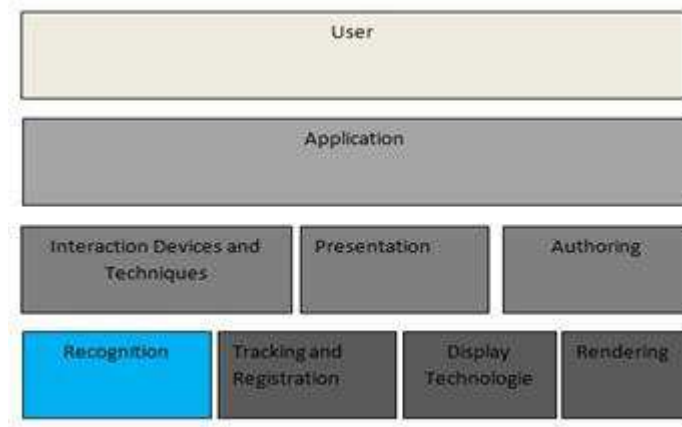 User
Application
Interaction Devices and
Techniques
Presentation
Authoring
Recognition
Tracking and
Registration
Display
Technologie
Rendering